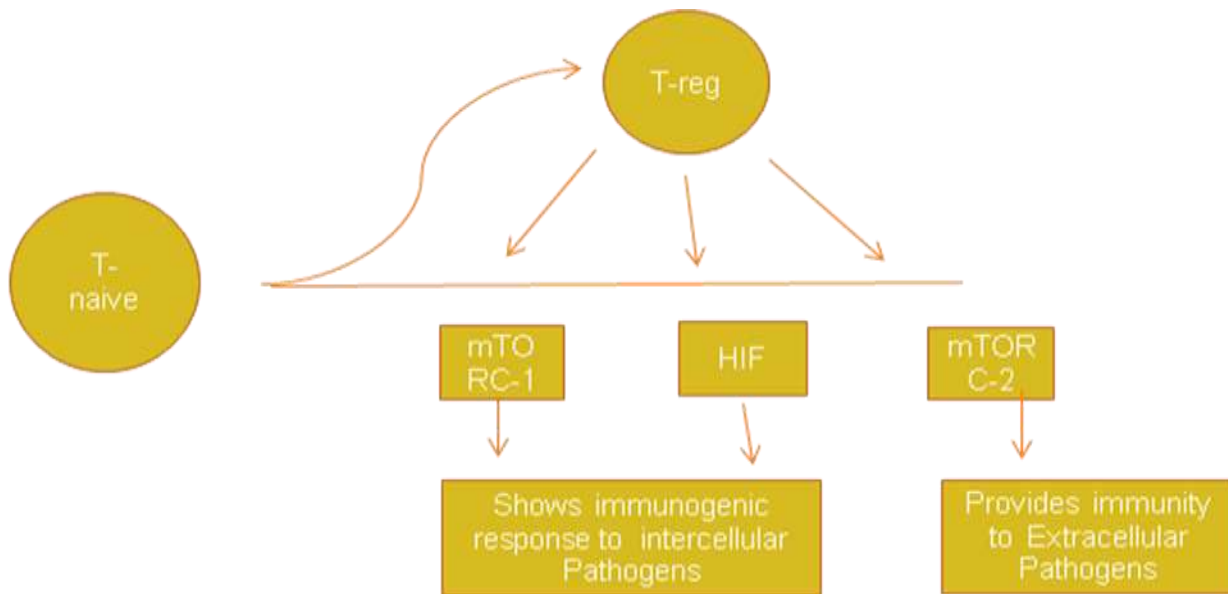 T-reg
T-
naive
mTO
RC-1
HIF
mTOR
C-2
Shows immunogenic
response to intercellular
Pathogens
Provides immunity
to Extracellular
Pathogens